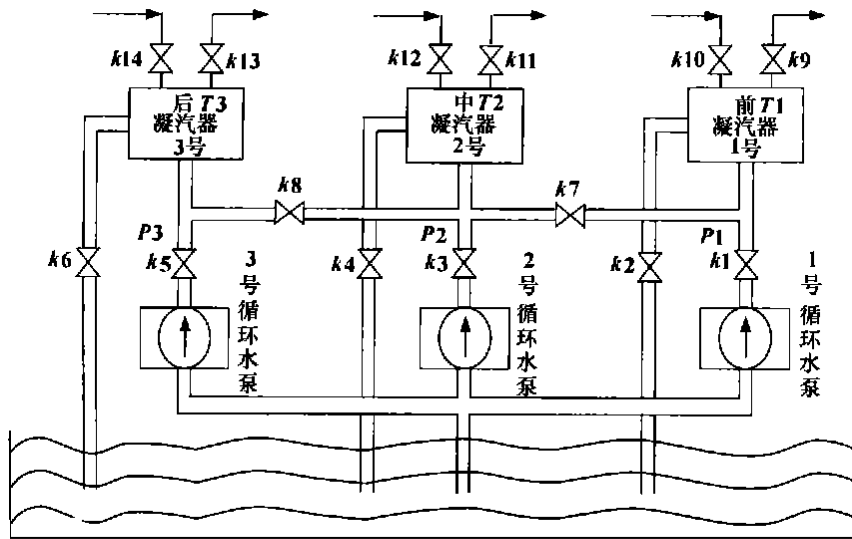 k14
k13
k12
k11
k10
k9
后T3
凝汽器
3号
中T2
凝汽器
2号
前T1
凝汽器
1号
k8
k7
P3
P2
P1
k6
k5
k4
k3
k2
k1
3号循环水泵
2号循环水泵
1号循环水泵